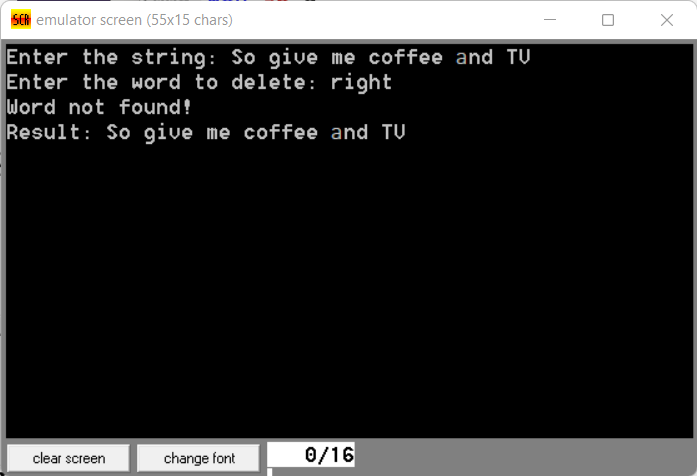 SCR emulator screen (55x15 chars)
Enter the string: So give me coffee and TV
Enter the word to delete: right
Word not found!
Result: So give me coffee and TV
clear screen change font 0/16